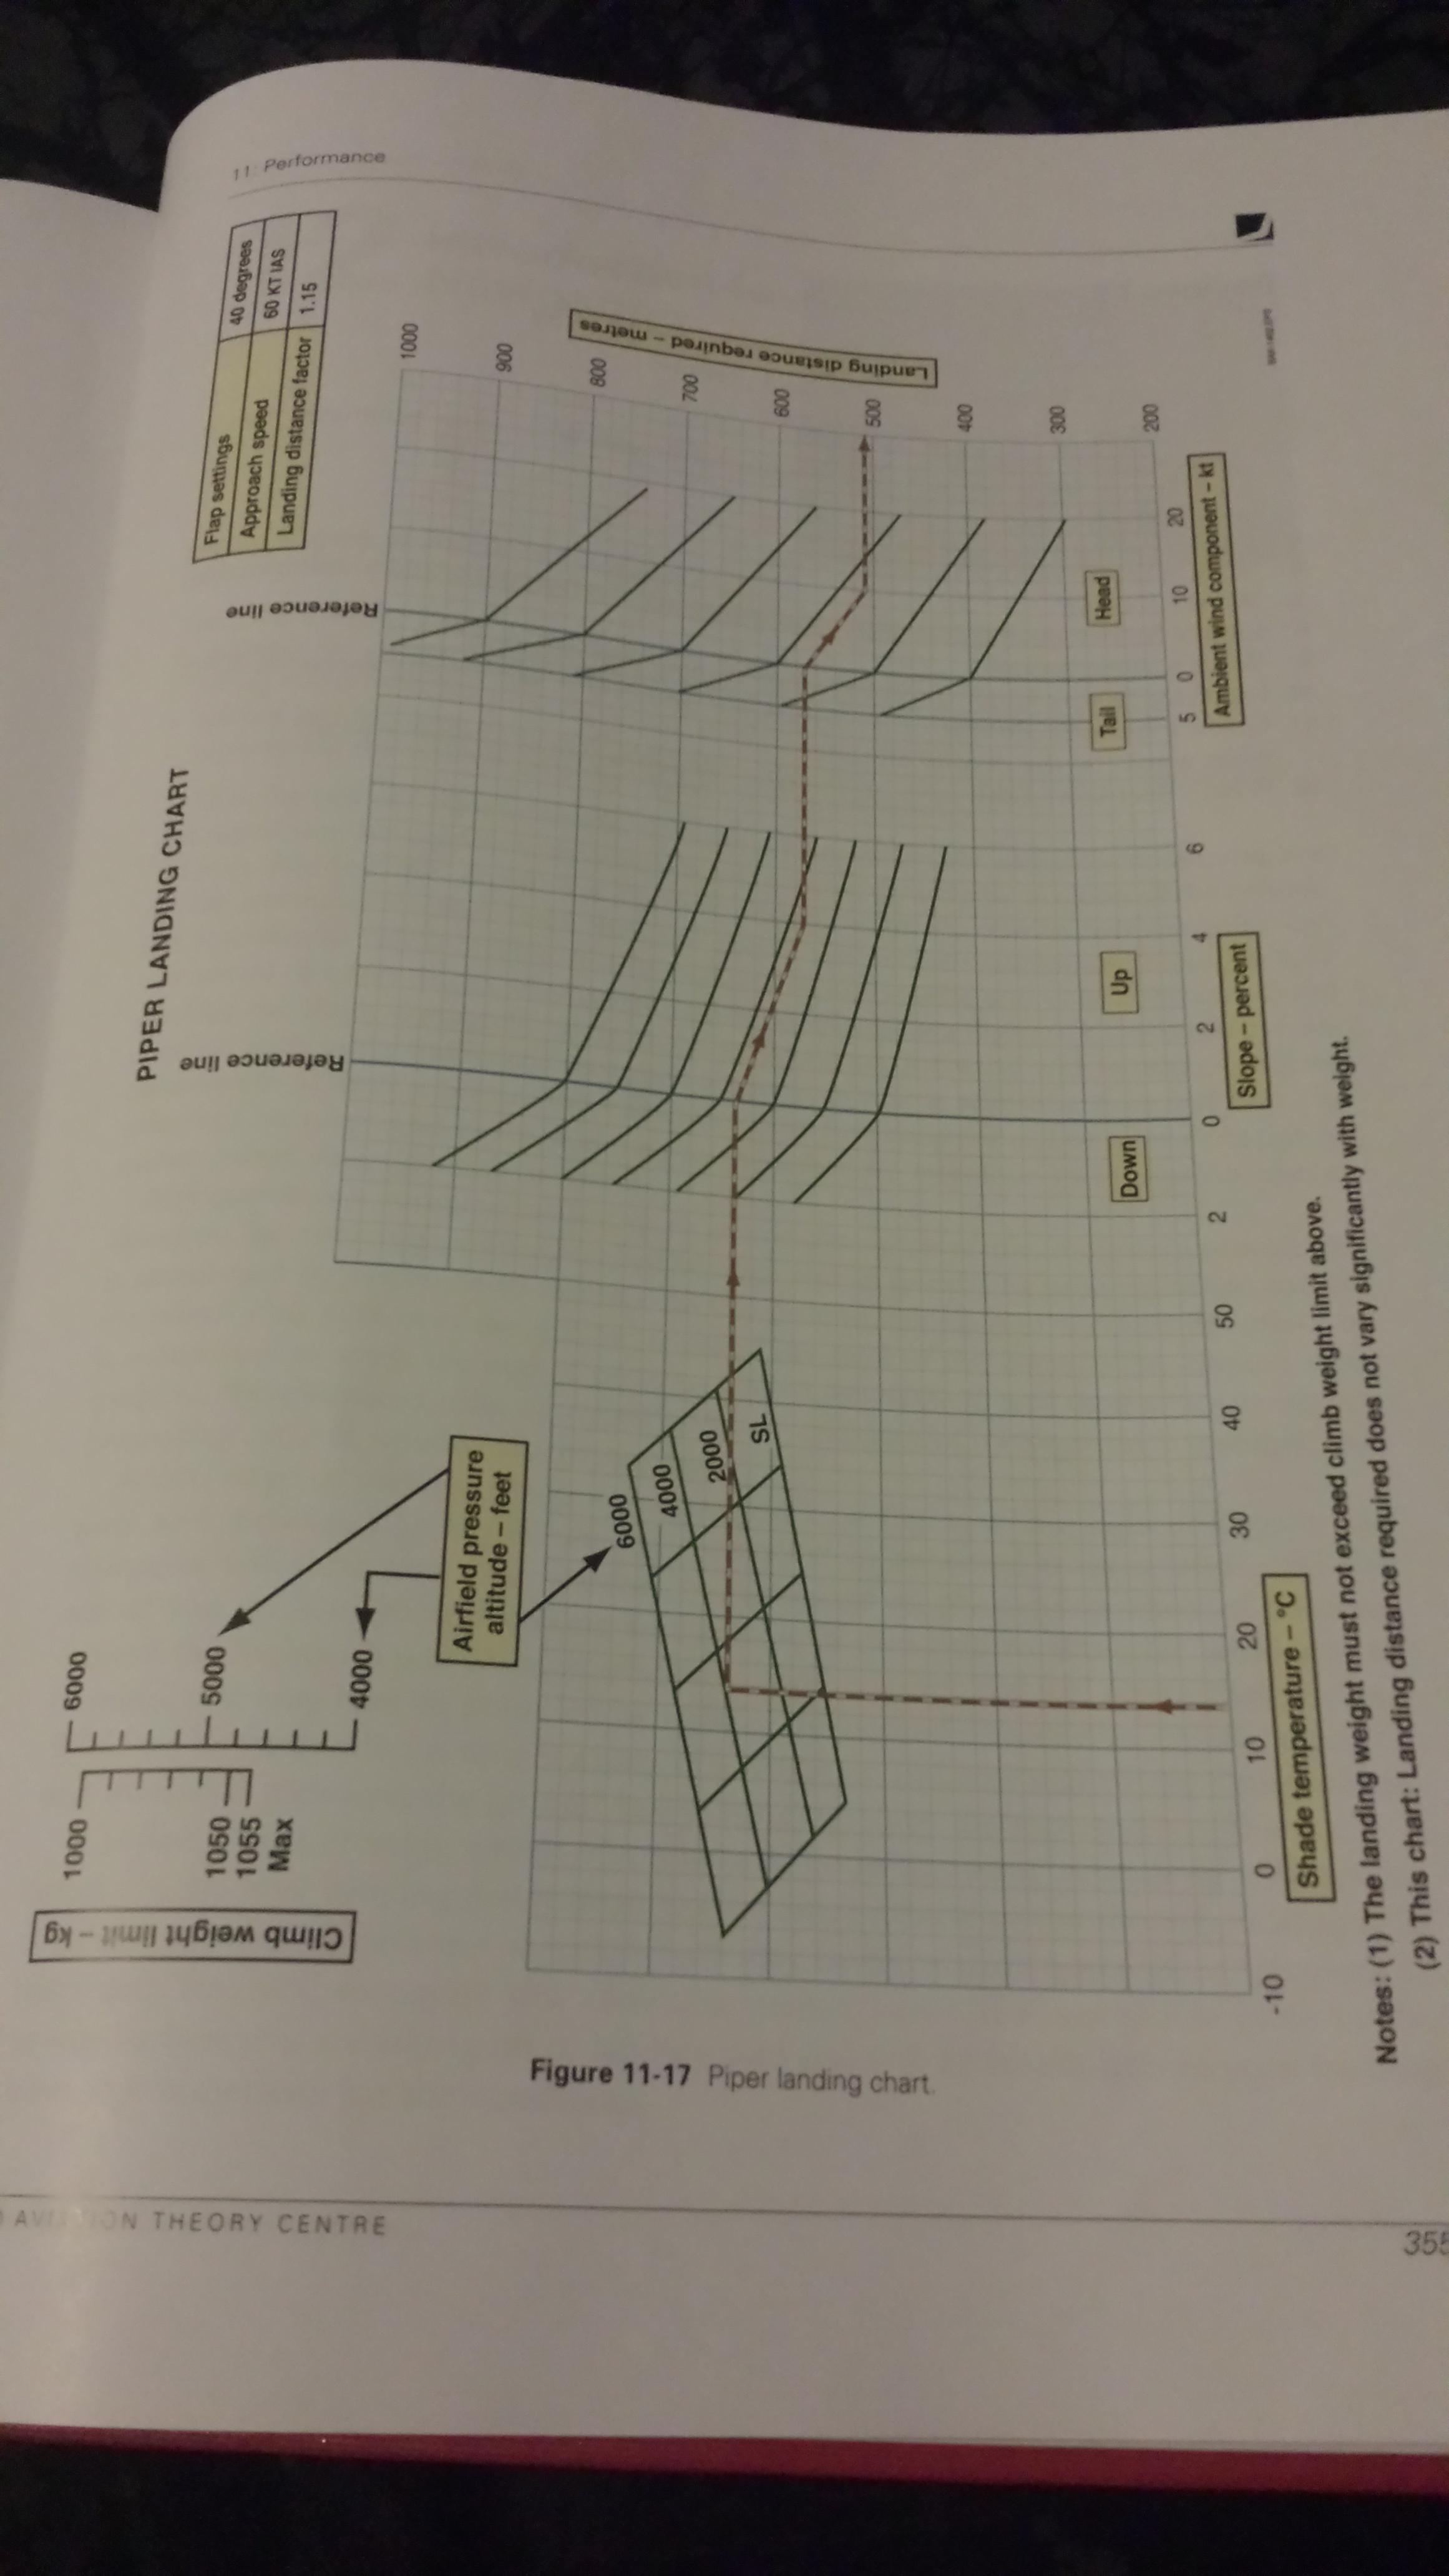 11: Performance
PIPER LANDING CHART
Flap settings 40 degrees
Approach speed 60 KT IAS
Landing distance factor 1.15
Climb weight limit – kg
1000
1050
1055
Max
6000
5000
4000
Airfield pressure
altitude – feet
6000
4000
2000
SL
Reference line
Reference line
1000
900
800
700
600
500
400
300
200
Landing distance required – metres
Down
Up
Tail
Head
-10 0 10 20 30 40 50
2 0 2 4 6
5 0 10 20
Shade temperature – °C
Slope – percent
Ambient wind component – kt
Notes: (1) The landing weight must not exceed climb weight limit above.
(2) This chart: Landing distance required does not vary significantly with weight.
Figure 11-17 Piper landing chart.
THEORY CENTRE
355